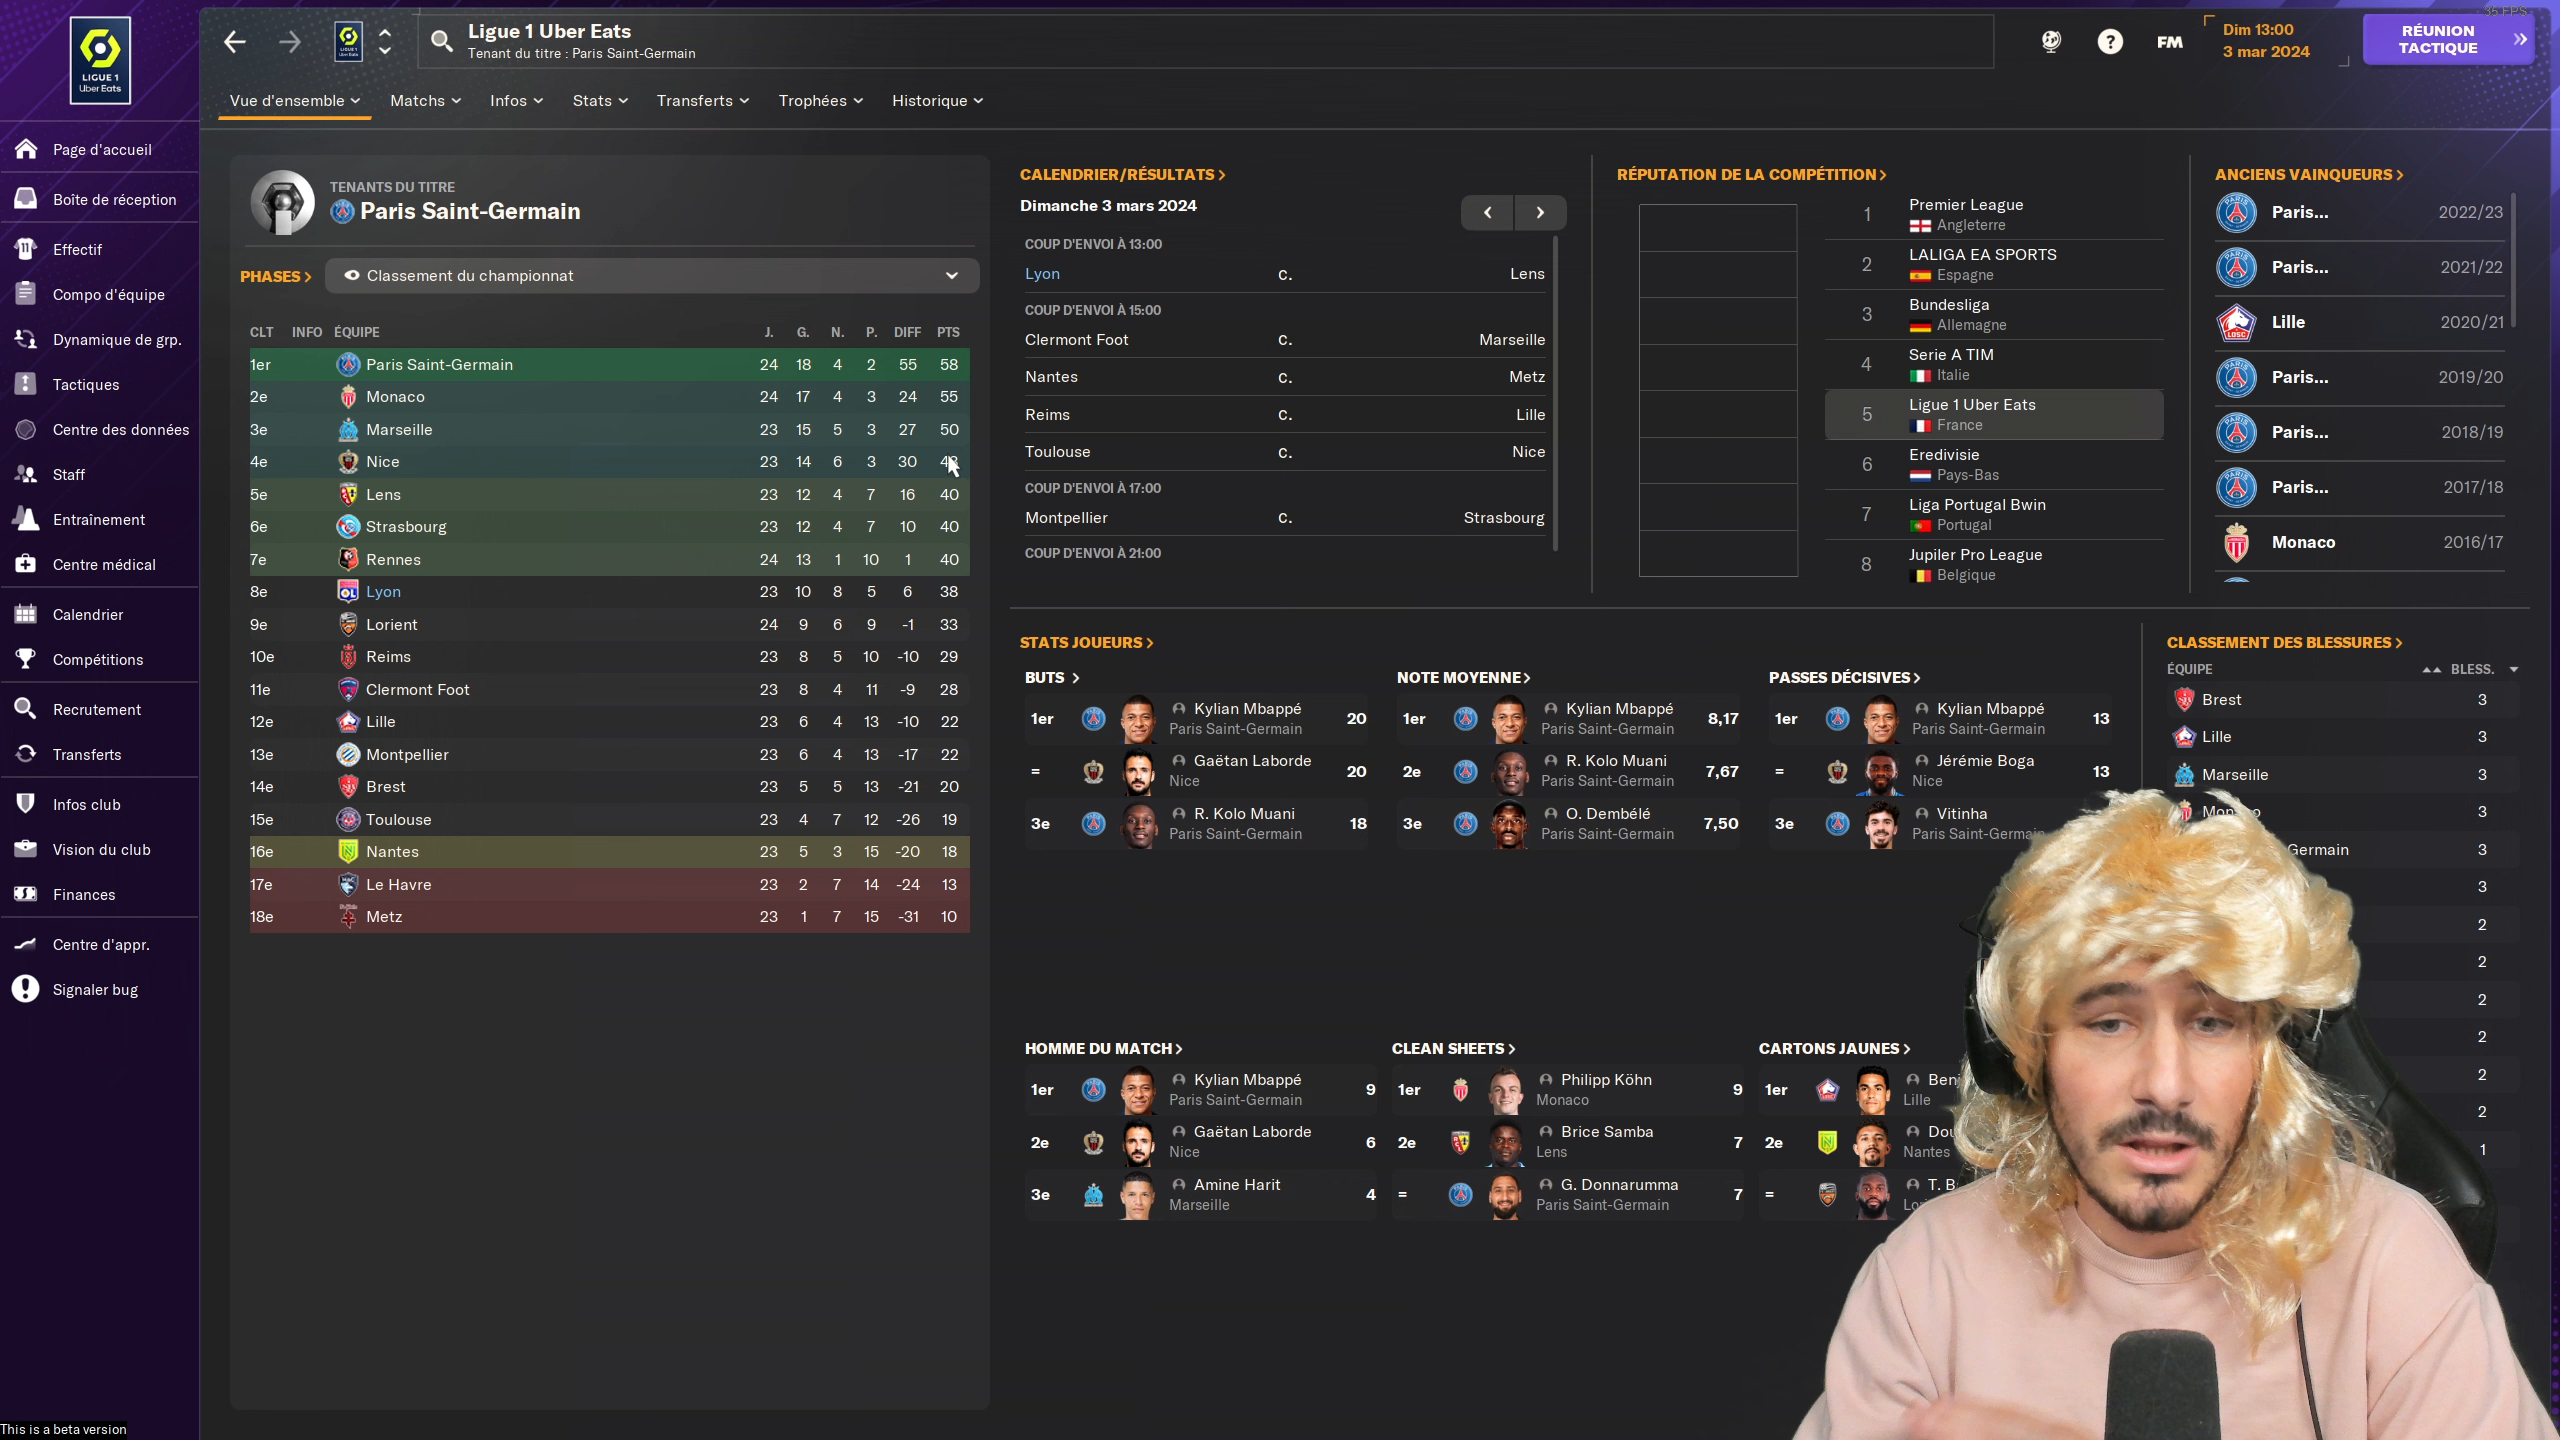 35 FPS
LIGUE 1
Uber Eats
Ligue 1 Uber Eats
Tenant du titre : Paris Saint-Germain
FM
Dim 13:00
3 mar 2024
RÉUNION
TACTIQUE
Vue d'ensemble
Matchs
Infos
Stats
Transferts
Trophées
Historique
Page d'accueil
Boîte de réception
Effectif
Compo d'équipe
Dynamique de grp.
Tactiques
Centre des données
Staff
Entraînement
Centre médical
Calendrier
Compétitions
Recrutement
Transferts
Infos club
Vision du club
Finances
Centre d'appr.
Signaler bug
This is a beta version
TENANTS DU TITRE
Paris Saint-Germain
PHASES
Classement du championnat
CLT INFO ÉQUIPE J. G. N. P. DIFF PTS
1er Paris Saint-Germain 24 18 4 2 55 58
2e Monaco 24 17 4 3 24 55
3e Marseille 23 15 5 3 27 50
4e Nice 23 14 6 3 30
5e Lens 23 12 4 7 16 40
6e Strasbourg 23 12 4 7 10 40
7e Rennes 24 13 1 10 1 40
8e Lyon 23 10 8 5 6 38
9e Lorient 24 9 6 9 -1 33
10e Reims 23 8 5 10 -10 29
11e Clermont Foot 23 8 4 11 -9 28
12e Lille 23 6 4 13 -10 22
13e Montpellier 23 6 4 13 -17 22
14e Brest 23 5 5 13 -21 20
15e Toulouse 23 4 7 12 -26 19
16e Nantes 23 5 3 15 -20 18
17e Le Havre 23 2 7 14 -24 13
18e Metz 23 1 7 15 -31 10
CALENDRIER/RÉSULTATS
Dimanche 3 mars 2024
COUP D'ENVOI À 13:00
Lyon c. Lens
COUP D'ENVOI À 15:00
Clermont Foot c. Marseille
Nantes c. Metz
Reims c. Lille
Toulouse c. Nice
COUP D'ENVOI À 17:00
Montpellier c. Strasbourg
COUP D'ENVOI À 21:00
RÉPUTATION DE LA COMPÉTITION
1 Premier League
Angleterre
2 LALIGA EA SPORTS
Espagne
3 Bundesliga
Allemagne
4 Serie A TIM
Italie
5 Ligue 1 Uber Eats
France
6 Eredivisie
Pays-Bas
7 Liga Portugal Bwin
Portugal
8 Jupiler Pro League
Belgique
ANCIENS VAINQUEURS
Paris... 2022/23
Paris... 2021/22
Lille 2020/21
Paris... 2019/20
Paris... 2018/19
Paris... 2017/18
Monaco 2016/17
STATS JOUEURS
BUTS
1er Kylian Mbappé 20
Paris Saint-Germain
= Gaëtan Laborde 20
Nice
3e R. Kolo Muani 18
Paris Saint-Germain
NOTE MOYENNE
1er Kylian Mbappé 8,17
Paris Saint-Germain
2e R. Kolo Muani 7,67
Paris Saint-Germain
3e O. Dembélé 7,50
Paris Saint-Germain
PASSES DÉCISIVES
1er Kylian Mbappé 13
Paris Saint-Germain
= Jérémie Boga 13
Nice
3e Vitinha
Paris Saint-Germain
HOMME DU MATCH
1er Kylian Mbappé 9
Paris Saint-Germain
2e Gaëtan Laborde 6
Nice
3e Amine Harit 4
Marseille
CLEAN SHEETS
1er Philipp Köhn 9
Monaco
2e Brice Samba 7
Lens
= G. Donnarumma 7
Paris Saint-Germain
CARTONS JAUNES
1er Ben
Lille
2e Dou
Nantes
= T. B
Lo
CLASSEMENT DES BLESSURES
ÉQUIPE BLESS.
Brest 3
Lille 3
Marseille 3
Monaco 3
Germain 3
3
2
2
2
2
2
2
1